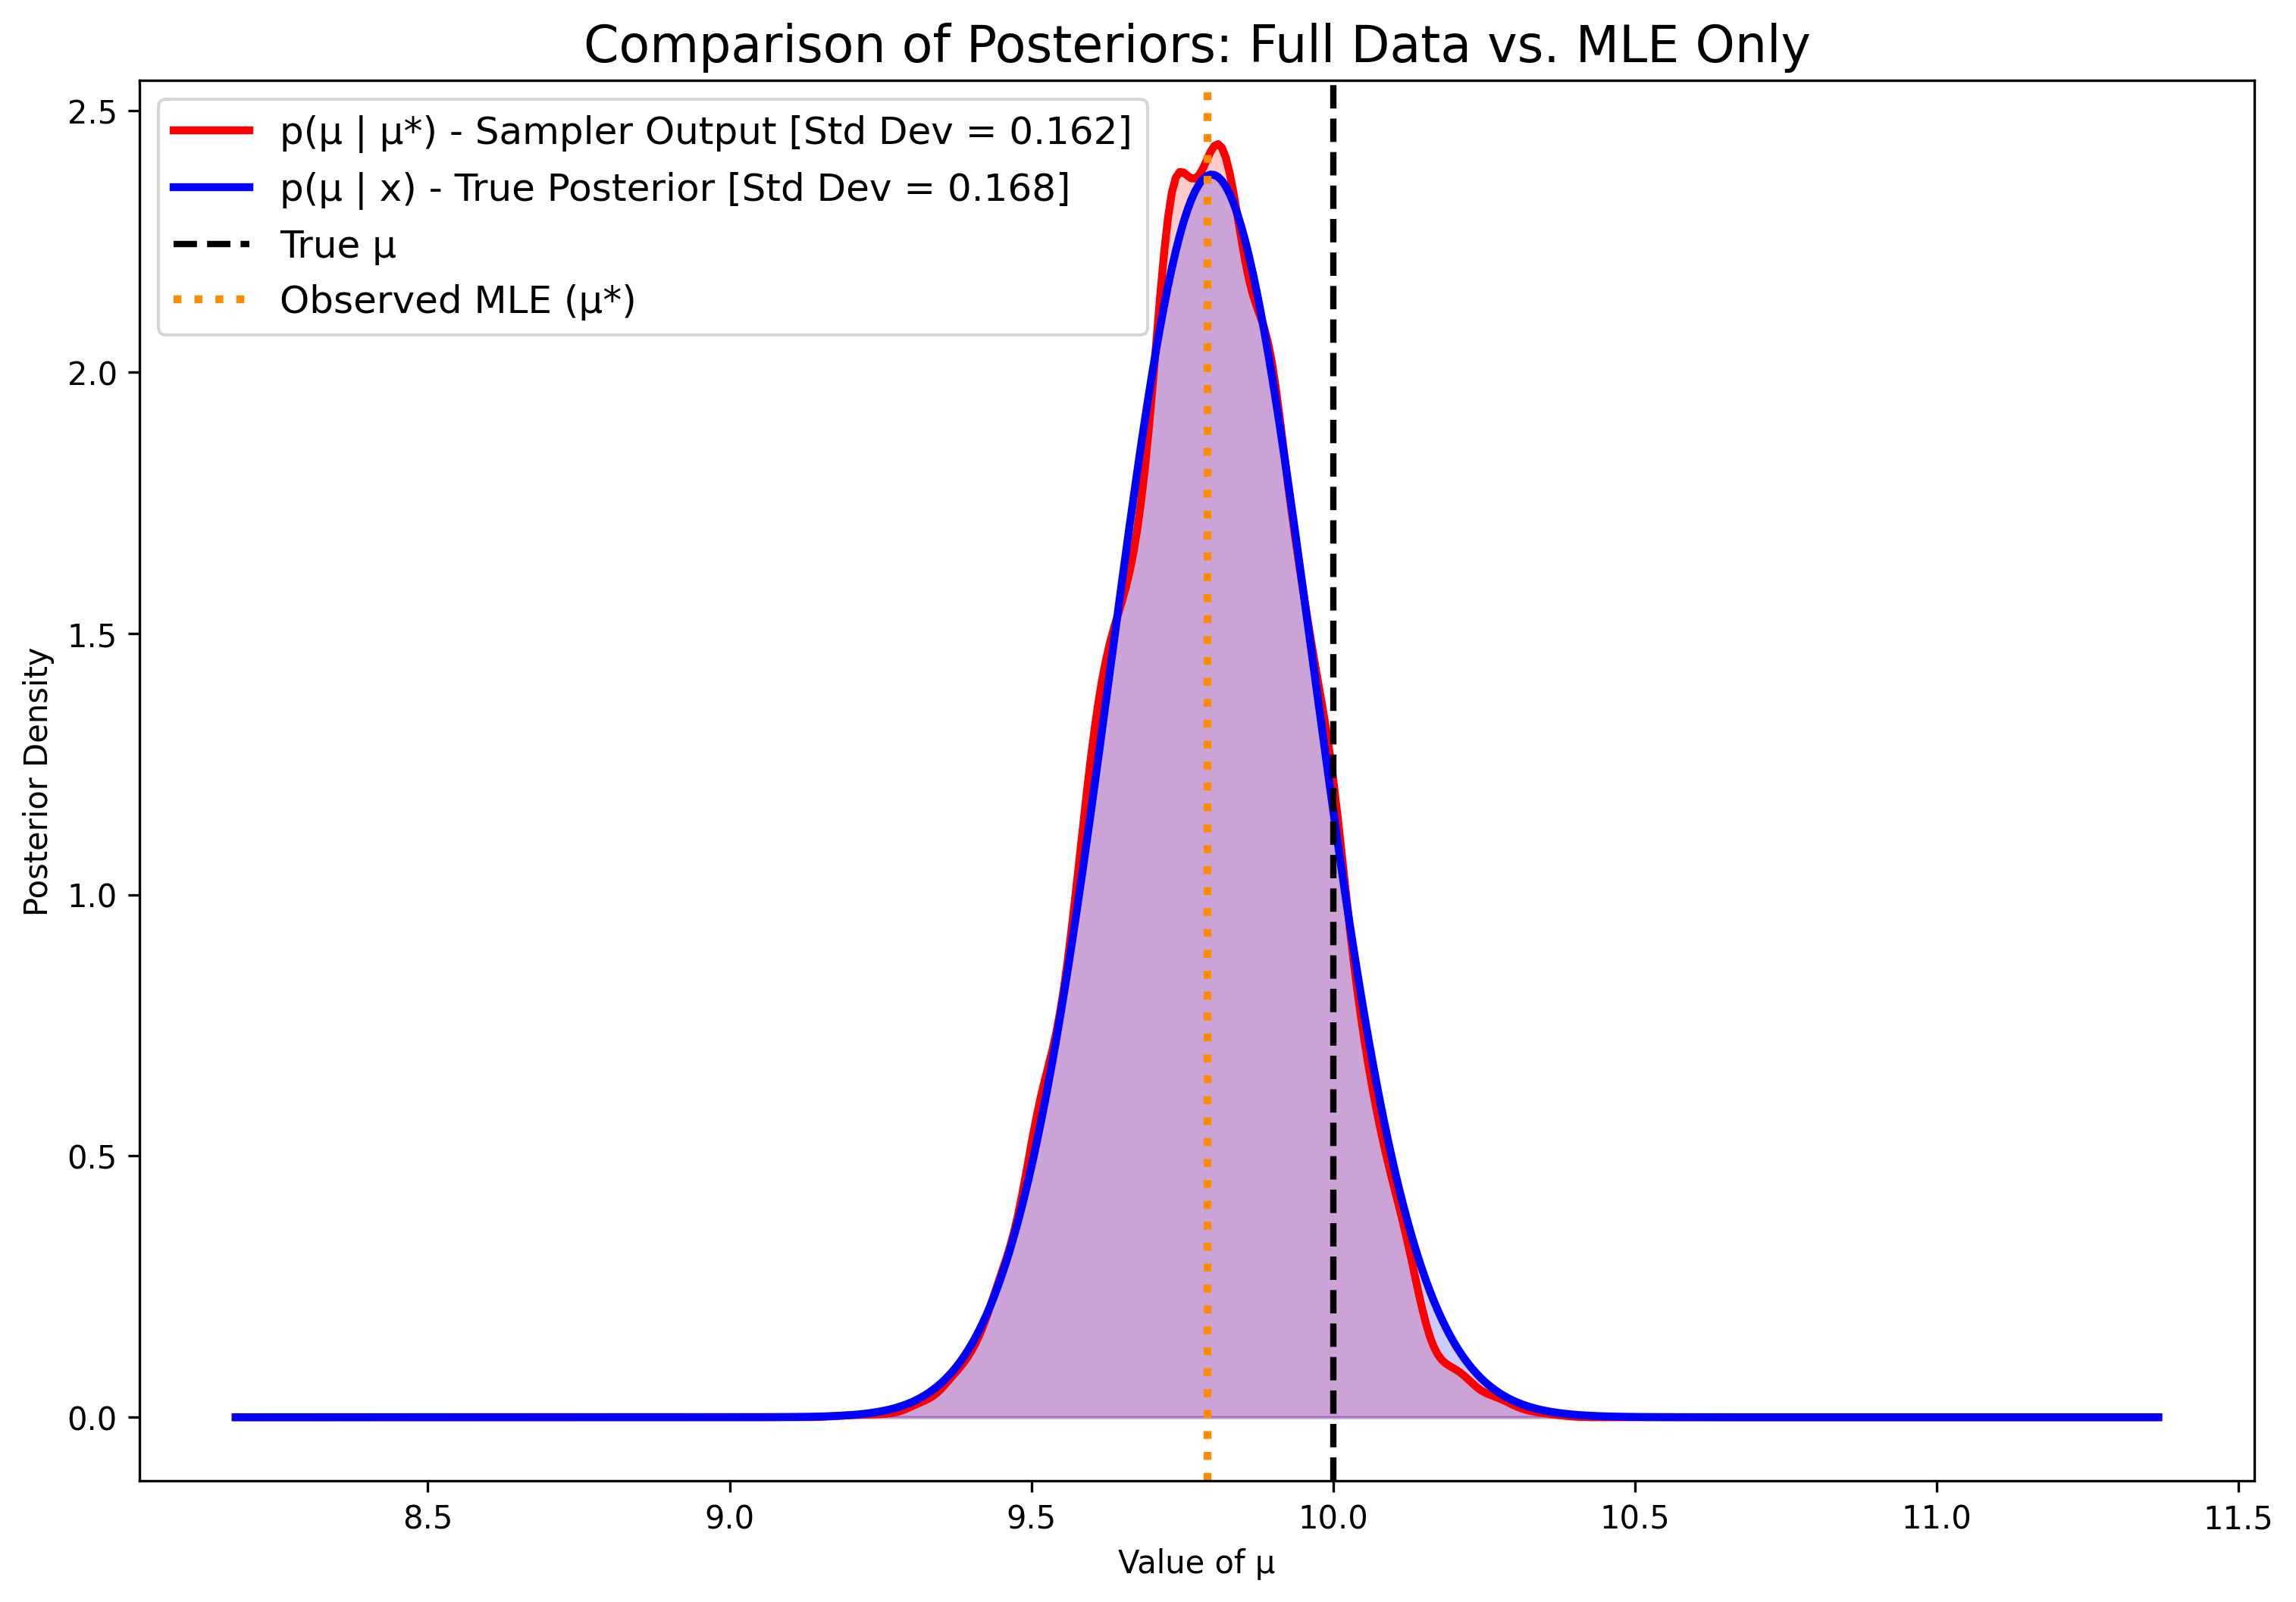 Comparison of Posteriors: Full Data vs. MLE Only
p(μ | μ*) - Sampler Output [Std Dev = 0.162]
p(μ | x) - True Posterior [Std Dev = 0.168]
True μ
Observed MLE (μ*)
Posterior Density
2.5
2.0
1.5
1.0
0.5
0.0
8.5 9.0 9.5 10.0 10.5 11.0 11.5
Value of μ